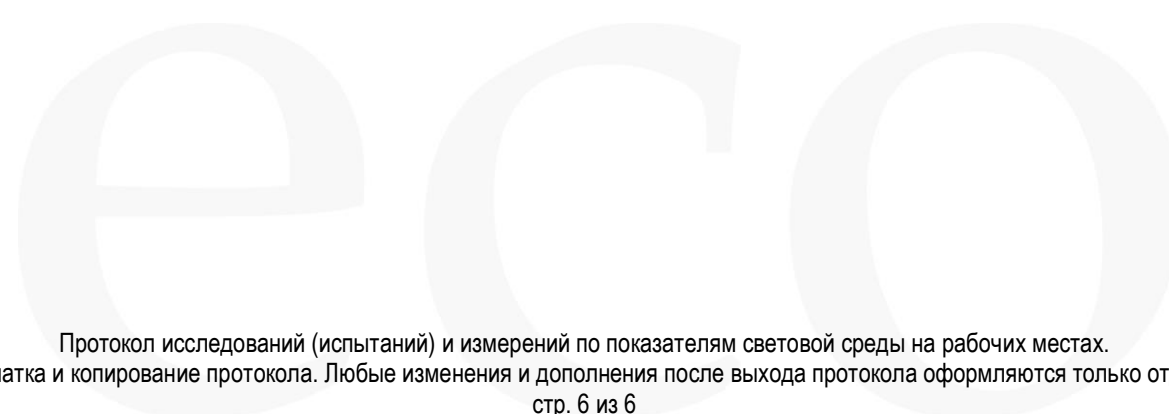 eco
Протокол исследований (испытаний) и измерений по показателям световой среды на рабочих местах.
и копирование протокола. Любые изменения и дополнения после выхода протокола оформляются только от
стр. 6 из 6